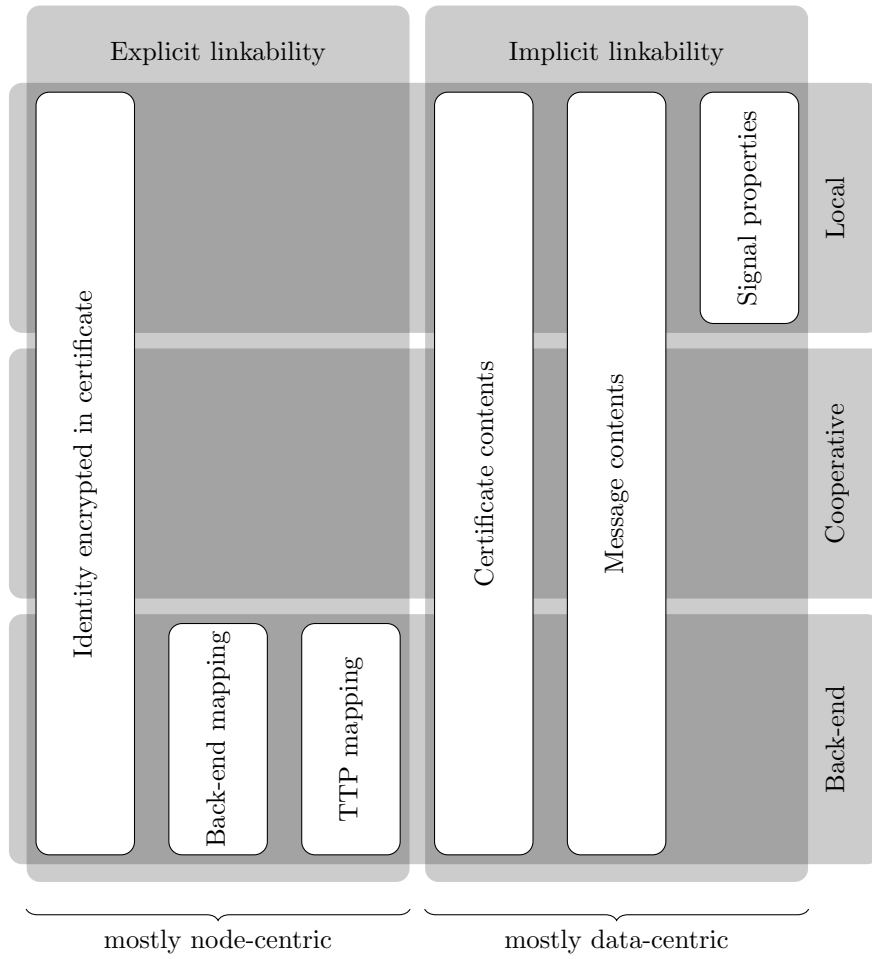 Explicit linkability
Implicit linkability
Identity encrypted in certificate
Back-end mapping
TTP mapping
Certificate contents
Message contents
Signal properties
Local
Cooperative
Back-end
mostly node-centric
mostly data-centric